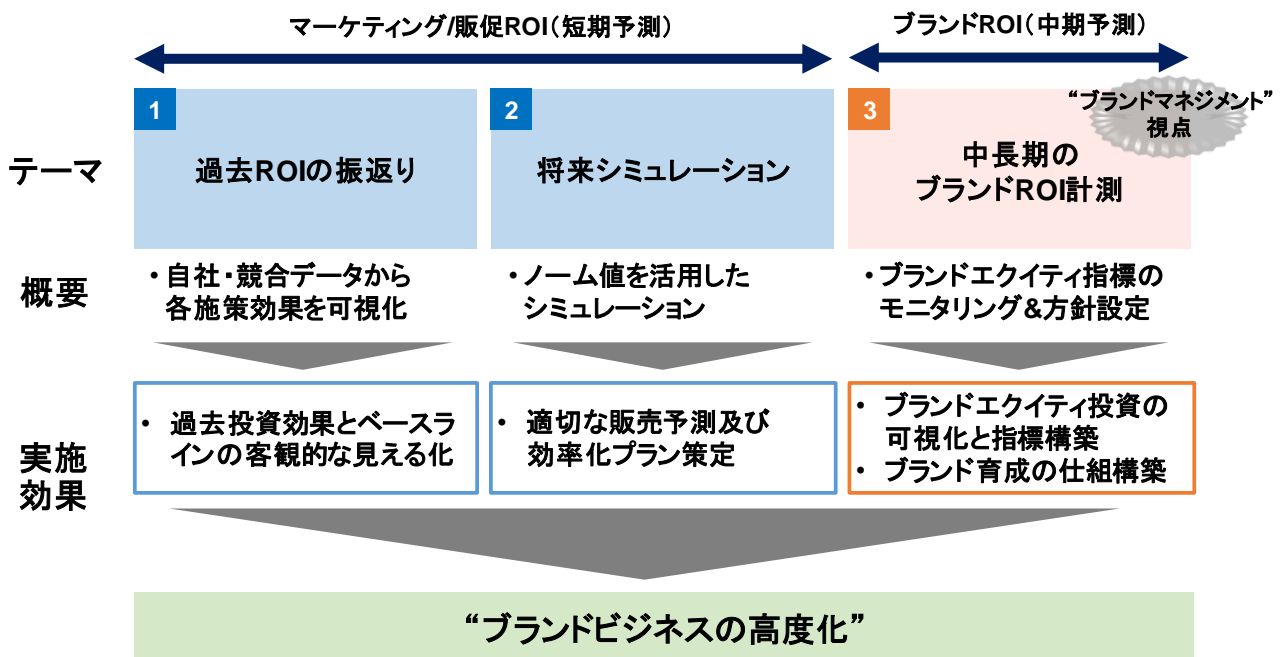 マーケティング/販促ROI（短期予測）
ブランドROI（中期予測）
“ブランドマネジメント”
視点
テーマ
1
過去ROIの振返り
2
将来シミュレーション
3
中長期の
ブランドROI計測
概要
・自社・競合データから
各施策効果を可視化
・ノーム値を活用した
シミュレーション
・ブランドエクイティ指標の
モニタリング&方針設定
実施
効果
• 過去投資効果とベースラ
インの客観的な見える化
• 適切な販売予測及び
効率化プラン策定
• ブランドエクイティ投資の
可視化と指標構築
• ブランド育成の仕組構築
“ブランドビジネスの高度化”